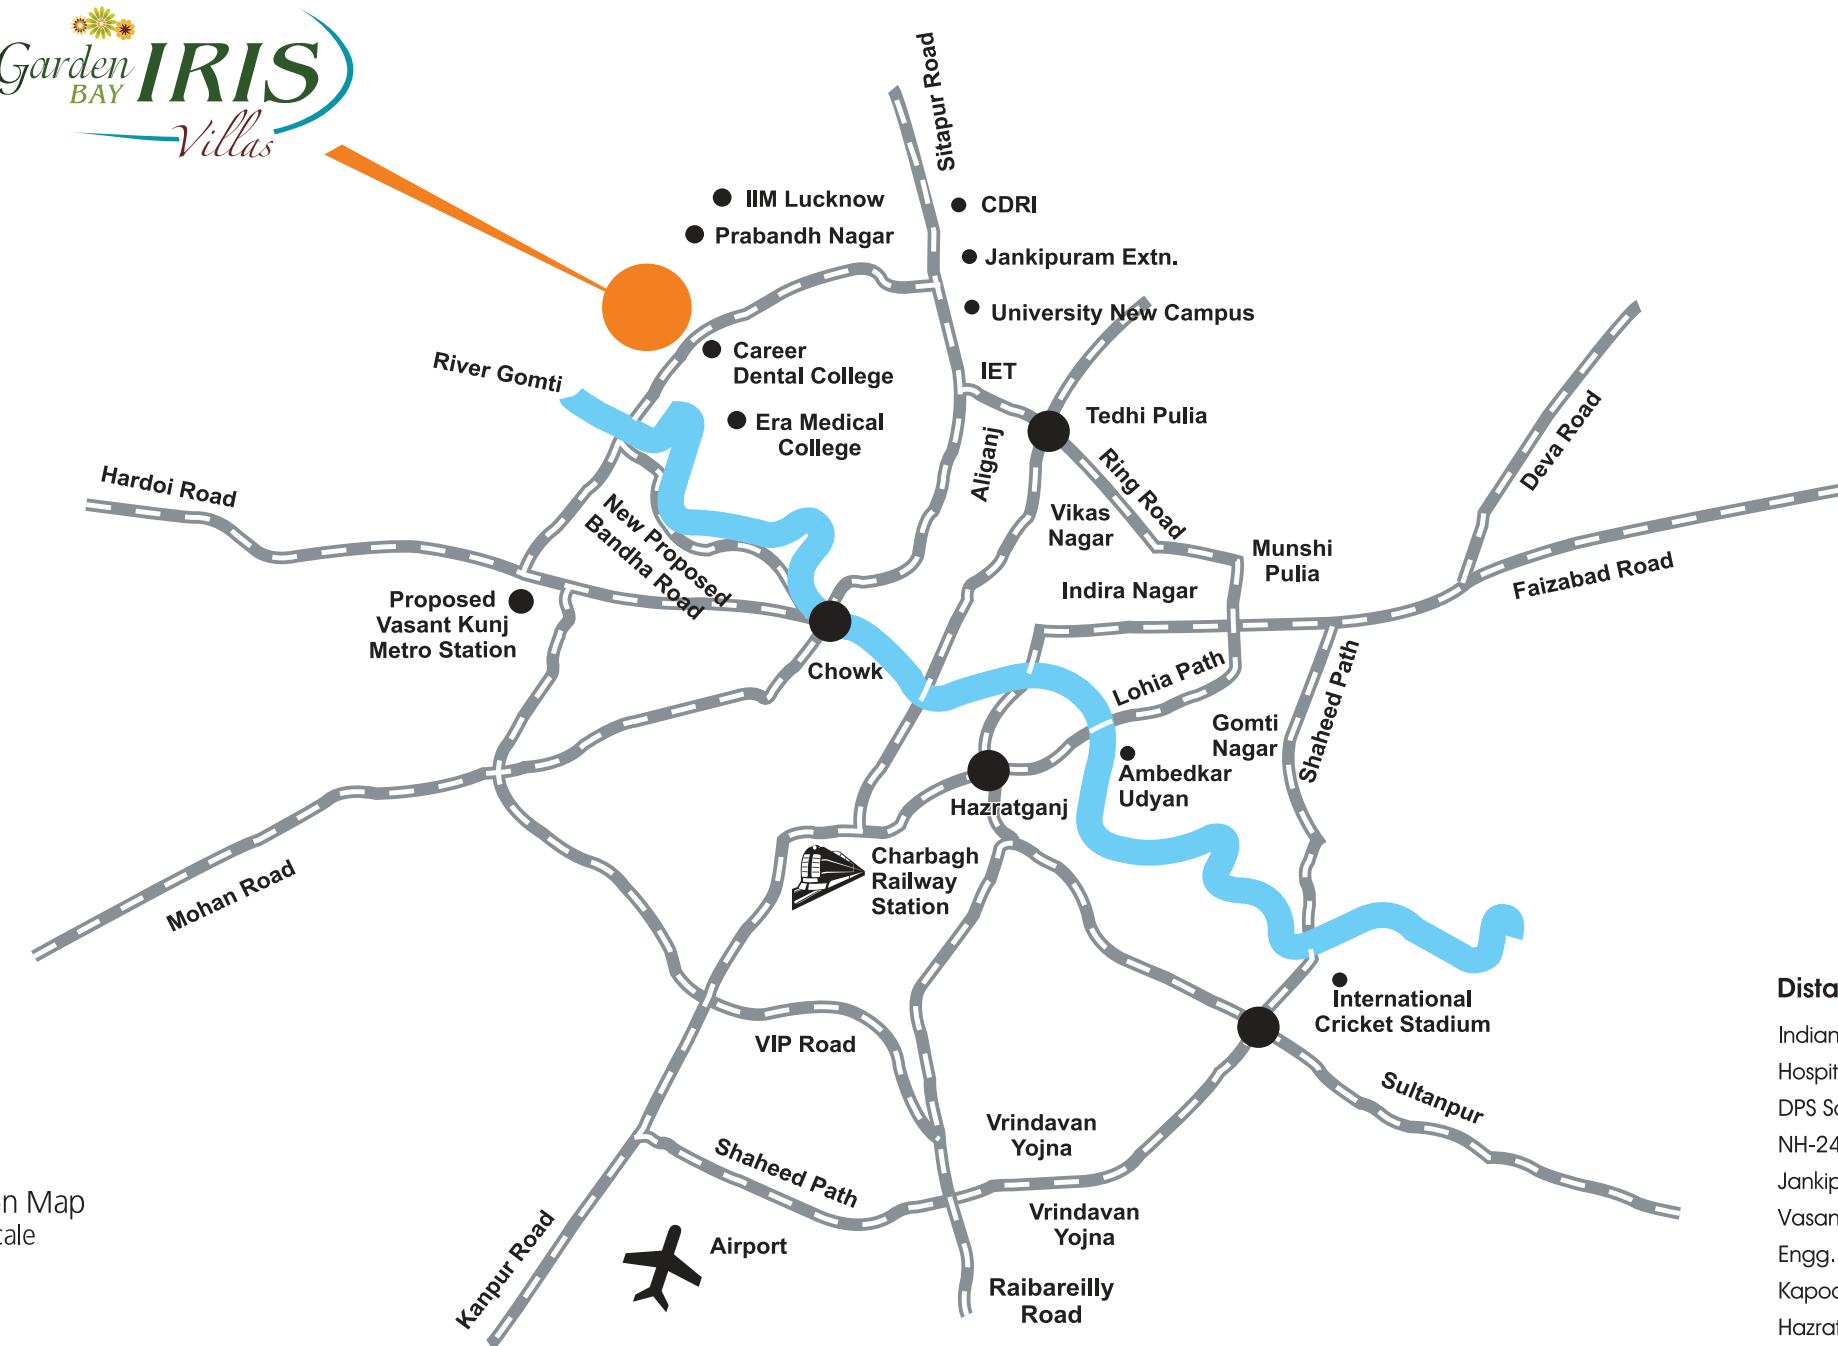 Garden
BAY
IRIS
Villas
Sitapur Road
IIM Lucknow
CDRI
Prabandh Nagar
Jankipuram Extn.
University New Campus
River Gomti
Career
Dental College
IET
Era Medical
College
Tedhi Pulia
Aliganj
Ring Road
Deva Road
Hardoi Road
New Proposed
Bandha Road
Vikas
Nagar
Munshi
Pulia
Indira Nagar
Faizabad Road
Proposed
Vasant Kunj
Metro Station
Chowk
Lohia Path
Gomti
Nagar
Shaheed Path
Ambedkar
Udyan
Hazratganj
Charbagh
Railway
Station
Mohan Road
International
Cricket Stadium
VIP Road
Sultanpur
Vrindavan
Yojna
Shaheed Path
Vrindavan
Yojna
Kanpur Road
Airport
Raibareilly
Road
Map
NH-24